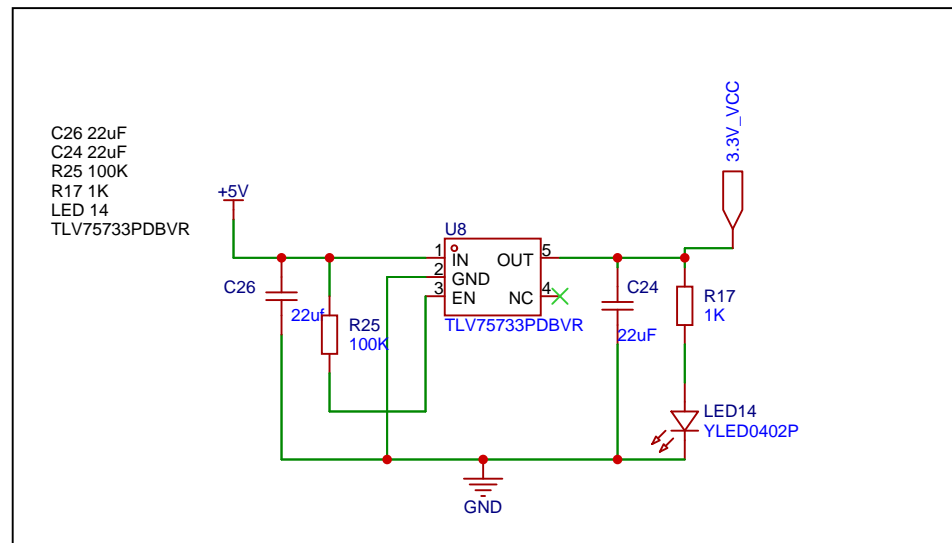 C26 22uF
C24 22uF
R25 100K
R17 1K
LED 14
TLV75733PDBVR
+5V
3.3V_VCC
U8
1
IN
2
GND
3
EN
OUT
5
NC
4
TLV75733PDBVR
C26
22uf
R25
100K
C24
22uF
R17
1K
LED14
YLED0402P
GND